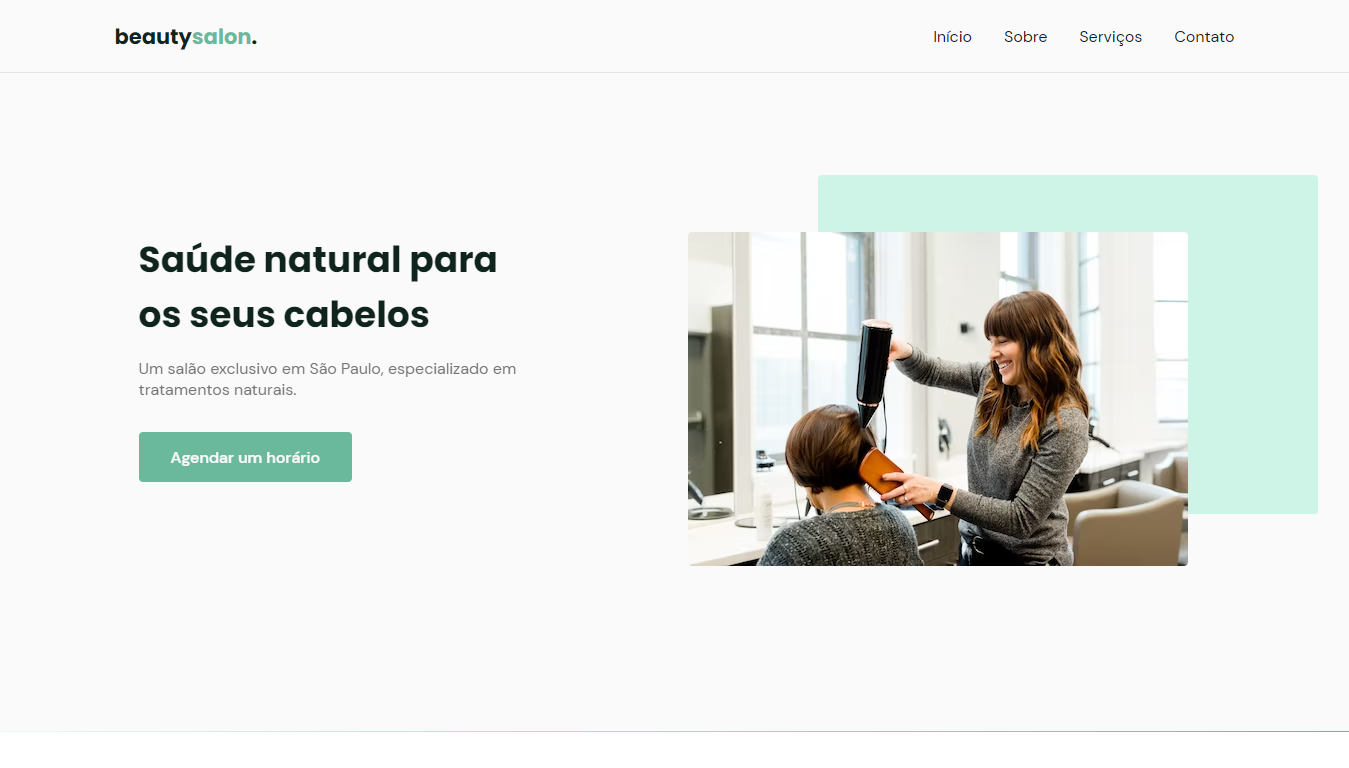 beautysalon.
Início
Sobre
Serviços
Contato
Saúde natural para
os seus cabelos
Um salão exclusivo em São Paulo, especializado em
tratamentos naturais.
Agendar um horário